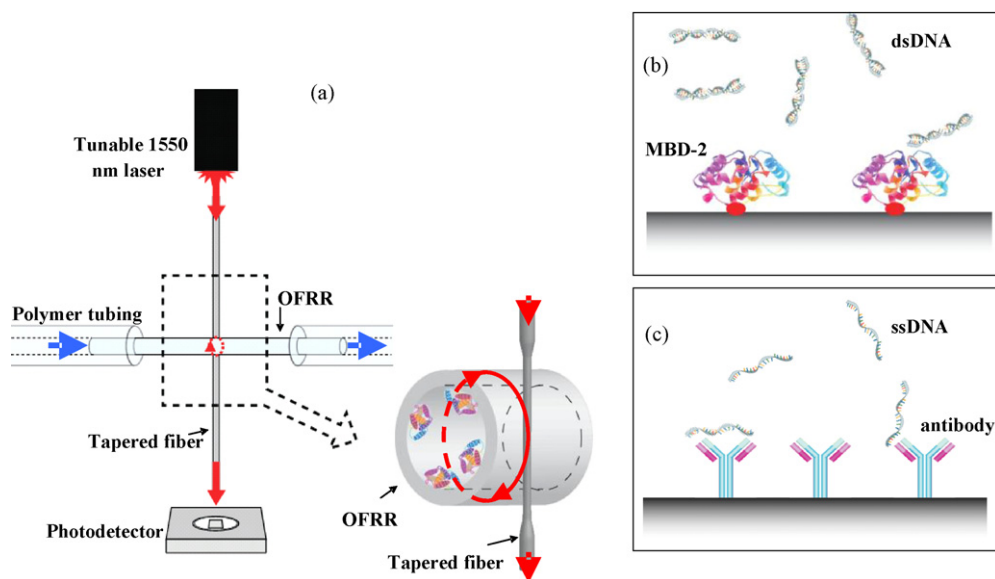 (a)
Tunable 1550
nm laser
OFRR
Polymer tubing
Tapered fiber
Photodetector
OFRR
Tapered fiber
(b)
dsDNA
MBD-2
(c)
ssDNA
antibody